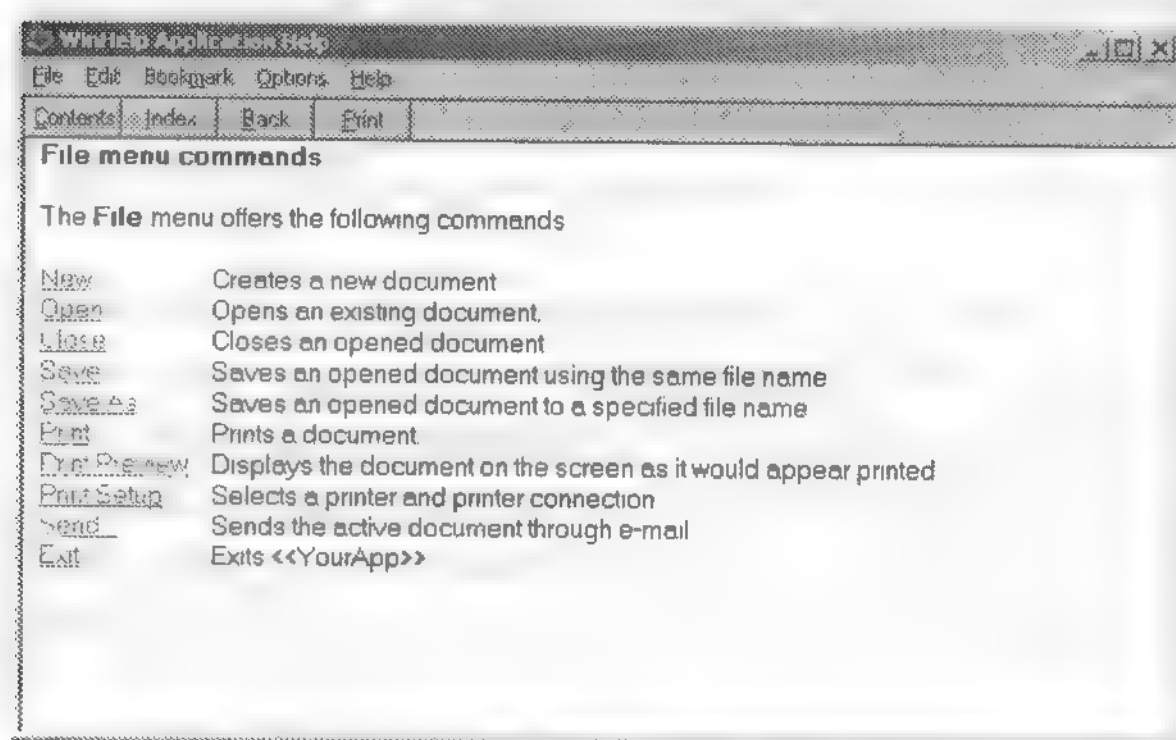 WinHelp Application Help
File Edit Bookmark Options Help
Contents Index Back Print
File menu commands
The File menu offers the following commands
New Creates a new document
Open Opens an existing document.
Close Closes an opened document
Save Saves an opened document using the same file name
Save As Saves an opened document to a specified file name
Print Prints a document.
Print Preview Displays the document on the screen as it would appear printed
Print Setup Selects a printer and printer connection
Send Sends the active document through e-mail
Exit Exits <<YourApp>>